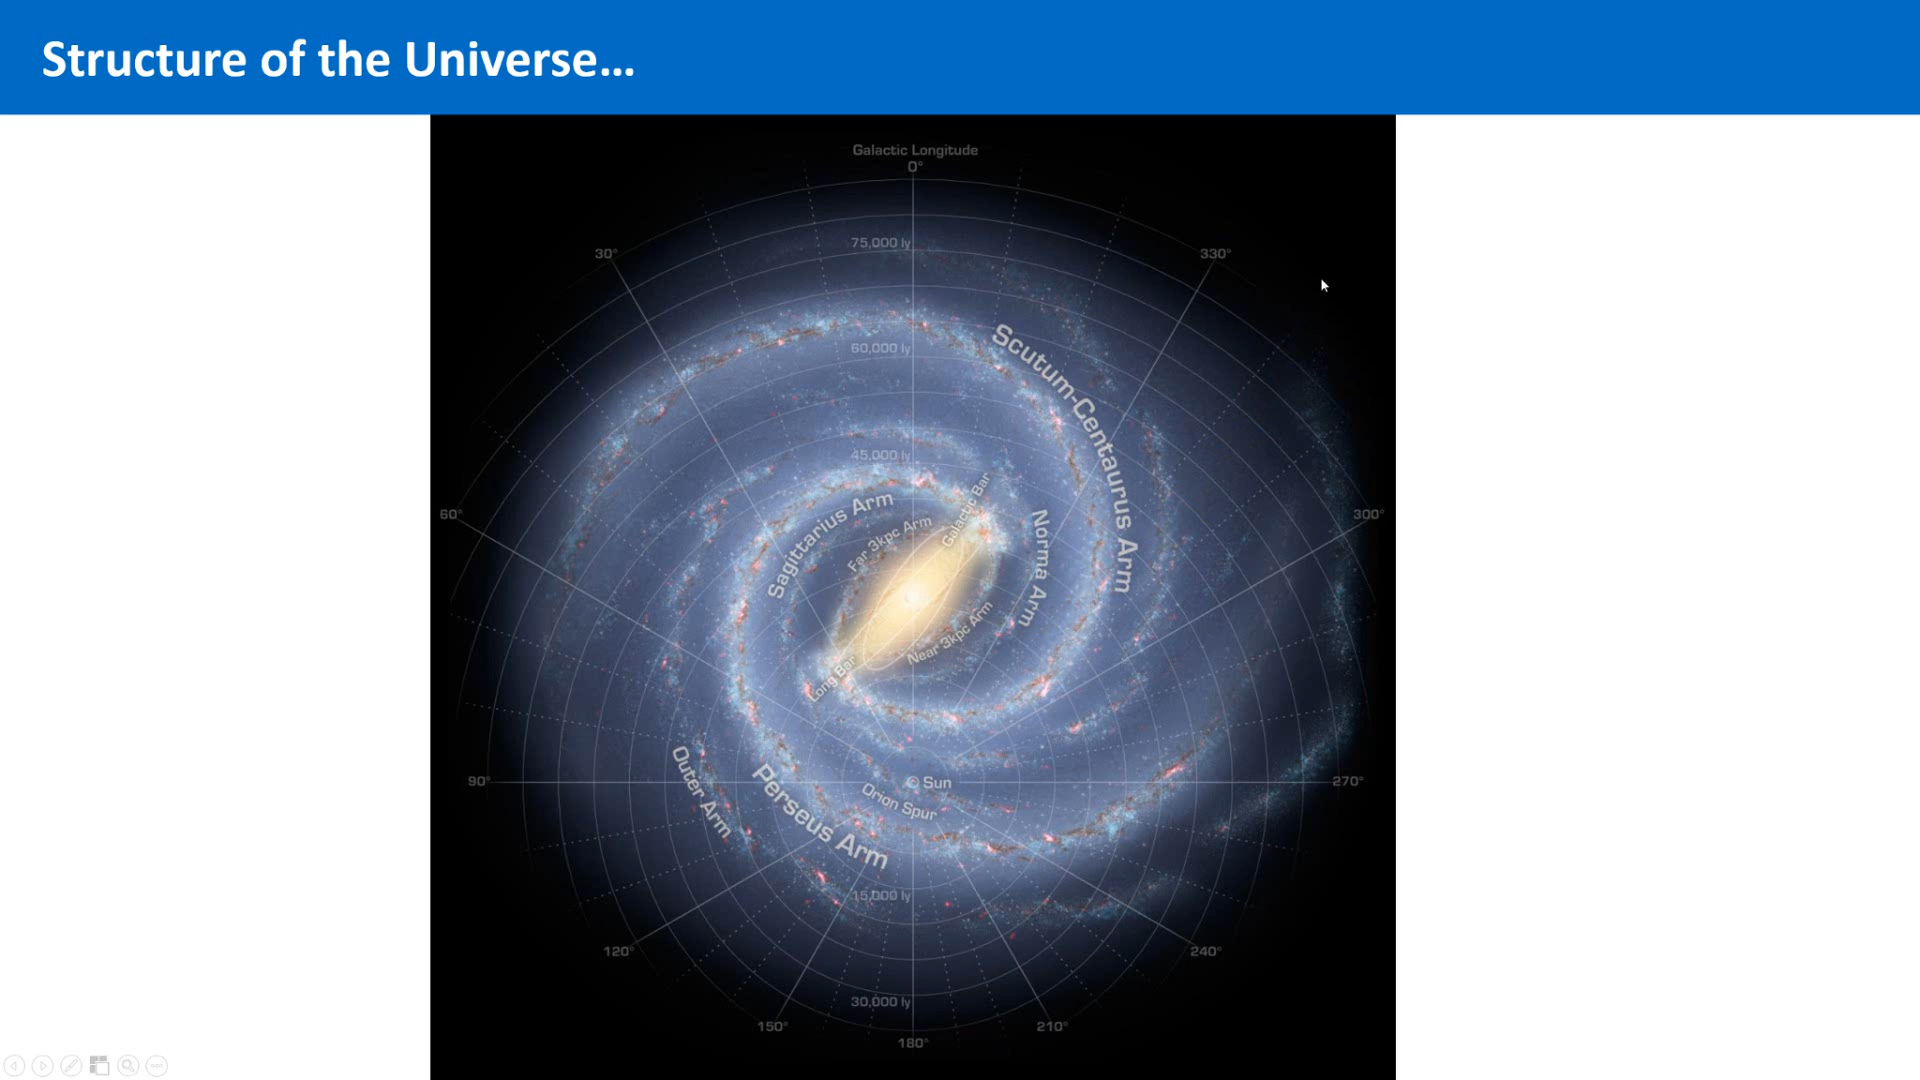 Structure of the Universe...
Galactic Longitude
0°
30°
330°
75,000 ly
60,000 ly
Scutum-Centaurus Arm
45,000 ly
Sagittarius Arm
Far 3kpc Arm
Galactic Bar
Norma Arm
60°
300°
Near 3kpc Arm
Long Bar
Outer Arm
Perseus Arm
90°
Sun
270°
Orion Spur
15,000 ly
120°
240°
30,000 ly
150°
210°
180°